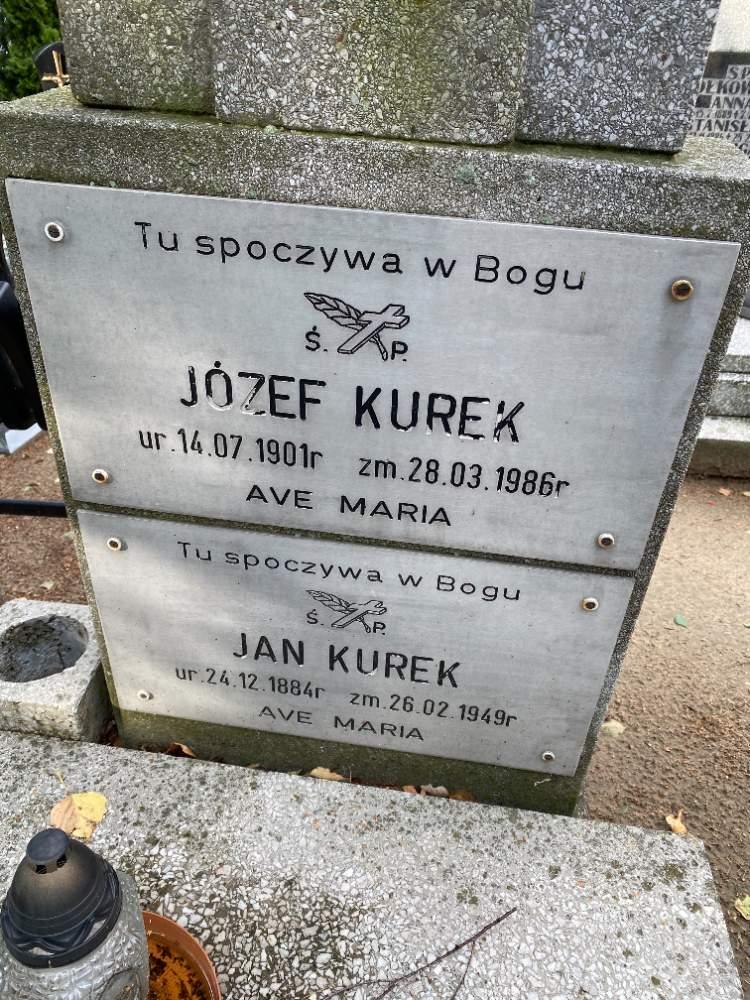 Tu spoczywa w Bogu
Ś. P.
JÓZEF KUREK
ur.14.07.1901r zm.28.03.1986r
AVE MARIA
Tu spoczywa w Bogu
Ś. P.
JAN KUREK
ur.24.12.1884r zm.26.02.1949r
AVE MARIA